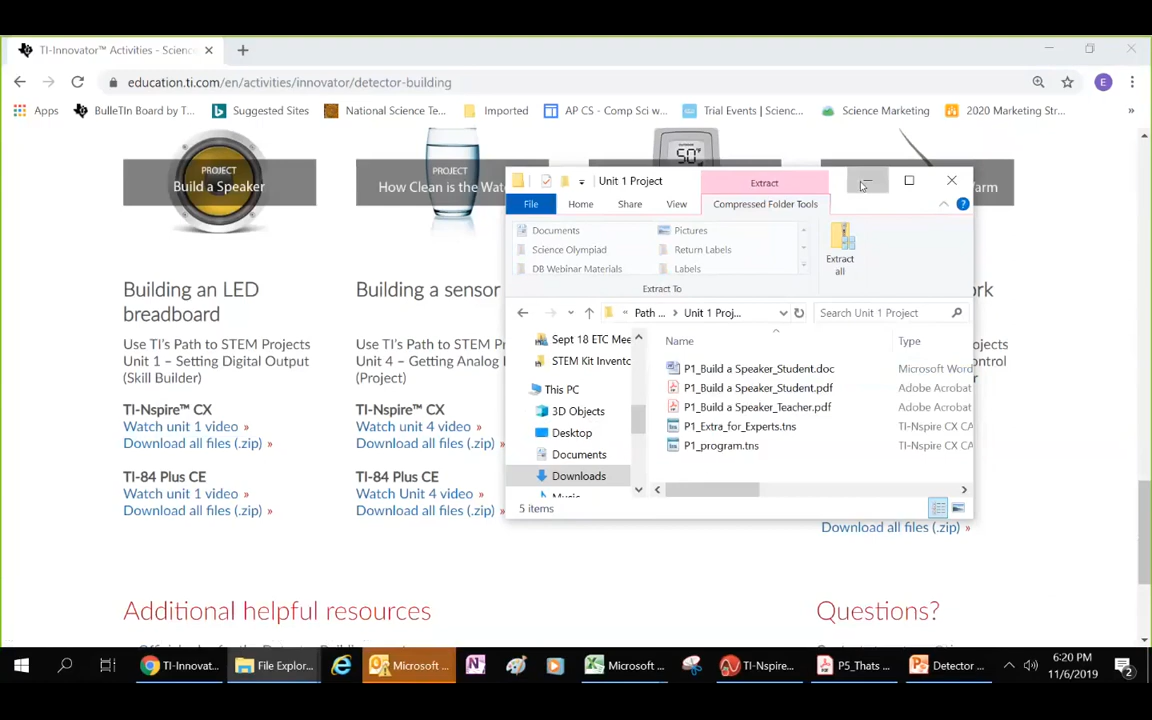 TI-Innovator™ Activities - Science
education.ti.com/en/activities/innovator/detector-building
E
Apps
BulleTIn Board by T...
Suggested Sites
National Science Te...
Imported
AP CS - Comp Sci w...
Trial Events | Scienc...
Science Marketing
2020 Marketing Str...
PROJECT
Build a Speaker
PROJECT
How Clean is the Wat
50°
arm
Building an LED
breadboard
Use TI's Path to STEM Projects
Unit 1 – Setting Digital Output
(Skill Builder)
TI-Nspire™ CX
Watch unit 1 video »
Download all files (.zip) »
TI-84 Plus CE
Watch unit 1 video »
Download all files (.zip) »
Building a sensor
Use TI's Path to STEM Pr
Unit 4 – Getting Analog I
(Project)
TI-Nspire™ CX
Watch unit 4 video »
Download all files (.zip) »
TI-84 Plus CE
Watch Unit 4 video »
Download all files (.zip) »
ork
ects
ontrol
Download all files (.zip) »
Unit 1 Project
Extract
File
Home
Share
View
Compressed Folder Tools
Documents
Pictures
Science Olympiad
Return Labels
DB Webinar Materials
Labels
Extract
all
Extract To
« Path ... › Unit 1 Proj...
Search Unit 1 Project
Sept 18 ETC Mee
STEM Kit Invento
This PC
3D Objects
Desktop
Documents
Downloads
Music
Name
Type
P1_Build a Speaker_Student.doc
Microsoft Word
P1_Build a Speaker_Student.pdf
Adobe Acrobat
P1_Build a Speaker_Teacher.pdf
Adobe Acrobat
P1_Extra_for_Experts.tns
TI-Nspire CX CA
P1_program.tns
TI-Nspire CX CA
5 items
Additional helpful resources
Questions?
TI-Innovat...
File Explor...
Microsoft ...
Microsoft ...
TI-Nspire...
P5_Thats ...
Detector ...
6:20 PM
11/6/2019
2